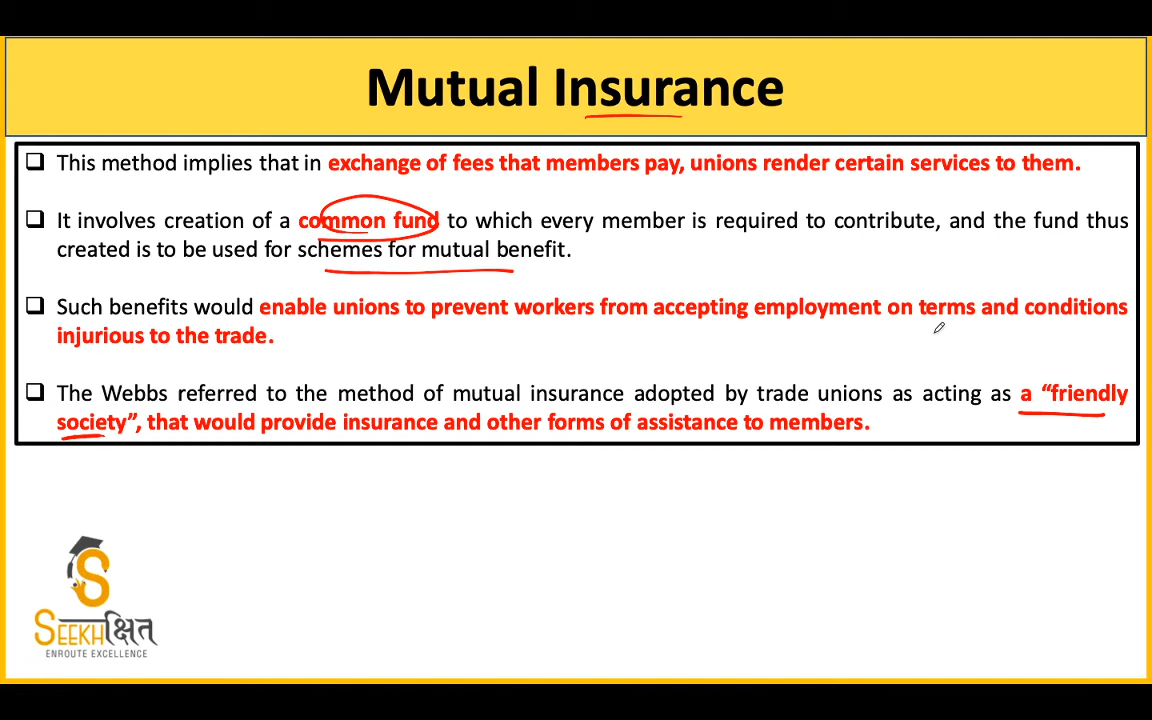 Mutual Insurance
This method implies that in exchange of fees that members pay, unions render certain services to them.
It involves creation of a common fund to which every member is required to contribute, and the fund thus
created is to be used for schemes for mutual benefit.
Such benefits would enable unions to prevent workers from accepting employment on terms and conditions
injurious to the trade.
The Webbs referred to the method of mutual insurance adopted by trade unions as acting as a “friendly
society”, that would provide insurance and other forms of assistance to members.
S
SEEKHक्षित
ENROUTE EXCELLENCE